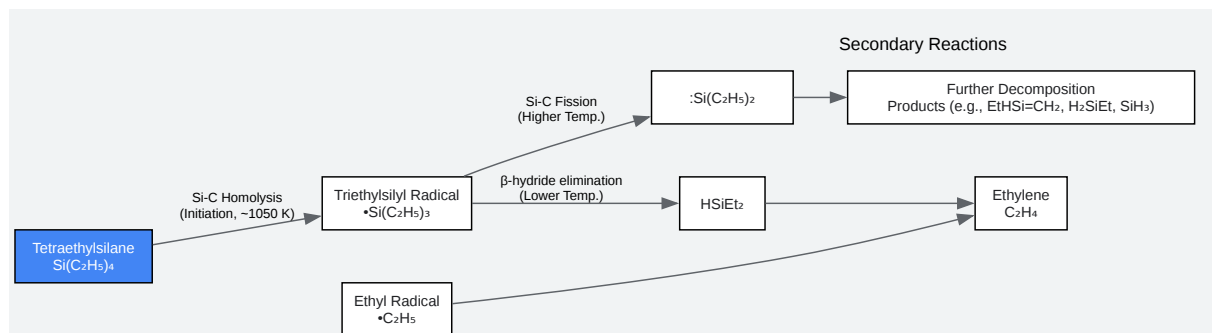 Secondary Reactions
Si-C Fission
(Higher Temp.)
:Si(C₂H₅)₂
Further Decomposition
Products (e.g., EtHSi=CH₂, H₂SiEt, SiH₃)
Si-C Homolysis
(Initiation, ~1050 K)
Triethylsilyl Radical
•Si(C₂H₅)₃
β-hydride elimination
(Lower Temp.)
HSiEt₂
Ethylene
C₂H₄
Tetraethylsilane
Si(C₂H₅)₄
Ethyl Radical
•C₂H₅